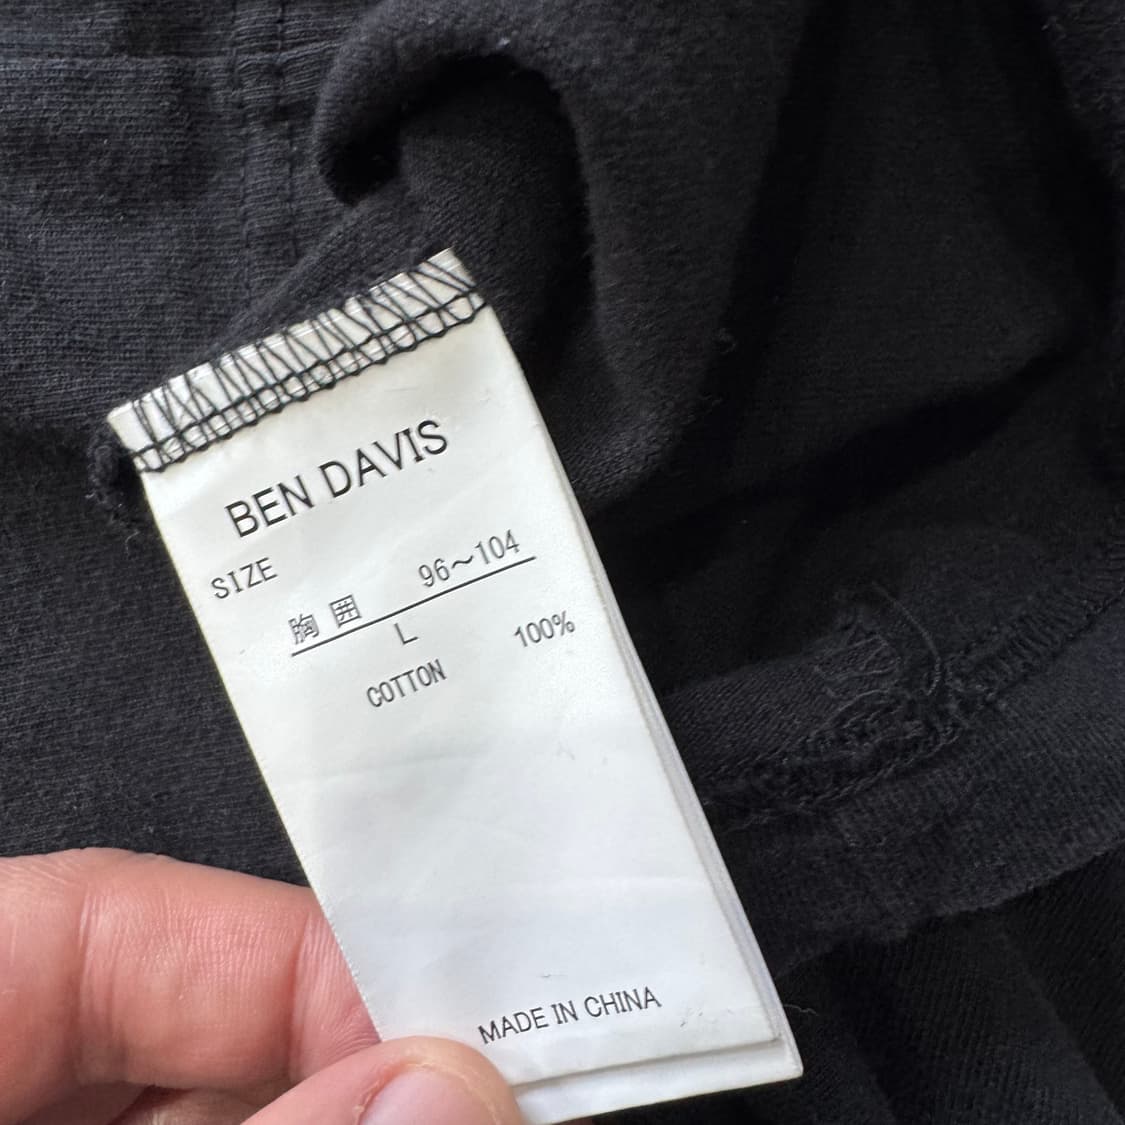 BEN DAVIS
SIZE
胸囲 96～104
L
COTTON 100%
MADE IN CHINA